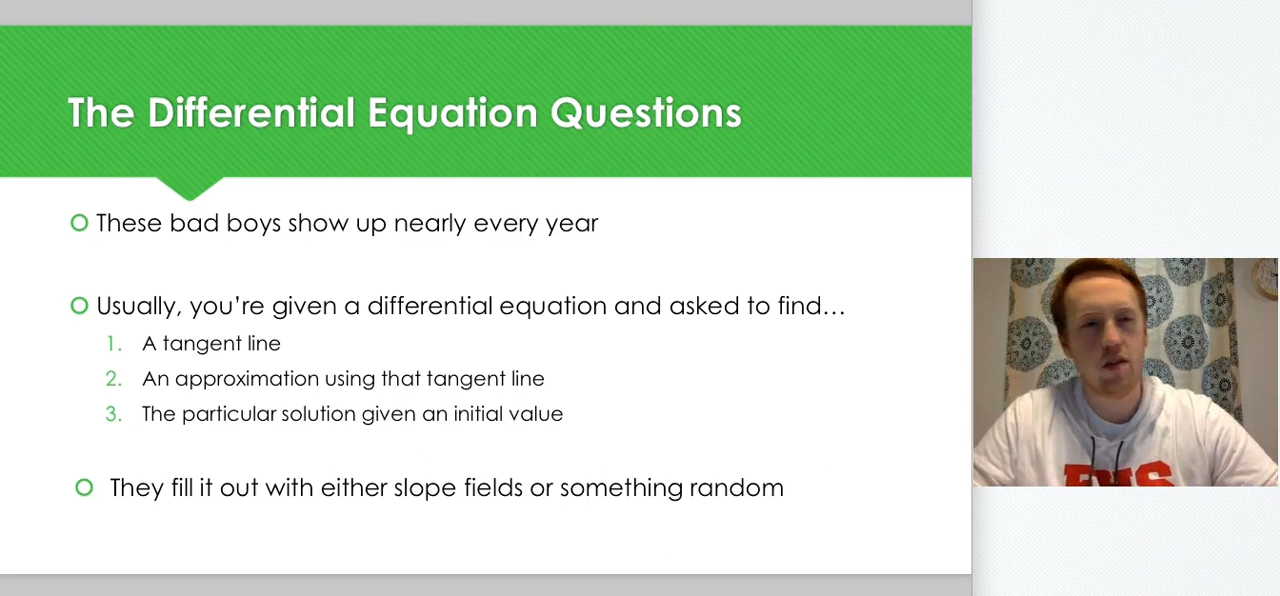 The Differential Equation Questions
These bad boys show up nearly every year
Usually, you’re given a differential equation and asked to find…
1. A tangent line
2. An approximation using that tangent line
3. The particular solution given an initial value
They fill it out with either slope fields or something random